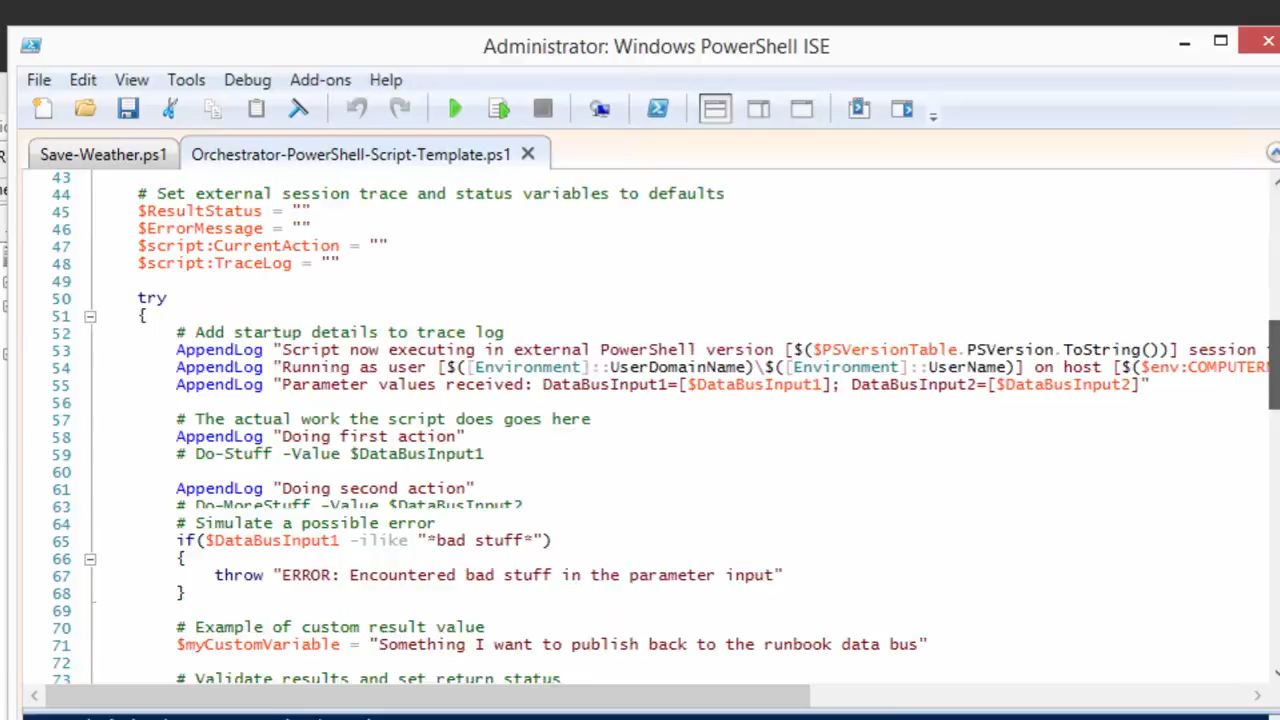 Administrator: Windows PowerShell ISE
File Edit View Tools Debug Add-ons Help
Save-Weather.ps1 Orchestrator-PowerShell-Script-Template.ps1
43
44 # Set external session trace and status variables to defaults
45 $ResultStatus = ""
46 $ErrorMessage = ""
47 $script:CurrentAction = ""
48 $script:TraceLog = ""
49
50 try
51 {
52 # Add startup details to trace log
53 AppendLog "Script now executing in external PowerShell version [$($PSVersionTable.PSVersion.ToString())] session
54 AppendLog "Running as user [$([Environment]::UserDomainName)\$([Environment]::UserName)] on host [$($env:COMPUTER
55 AppendLog "Parameter values received: DataBusInput1=[$DataBusInput1]; DataBusInput2=[$DataBusInput2]"
56
57 # The actual work the script does goes here
58 AppendLog "Doing first action"
59 # Do-Stuff -Value $DataBusInput1
60
61 AppendLog "Doing second action"
63 # Do-MoreStuff -Value $DataBusInput2
64 # Simulate a possible error
65 if($DataBusInput1 -ilike "*bad stuff*")
66 {
67 throw "ERROR: Encountered bad stuff in the parameter input"
68 }
69
70 # Example of custom result value
71 $myCustomVariable = "Something I want to publish back to the runbook data bus"
72
73 # Validate results and set return status